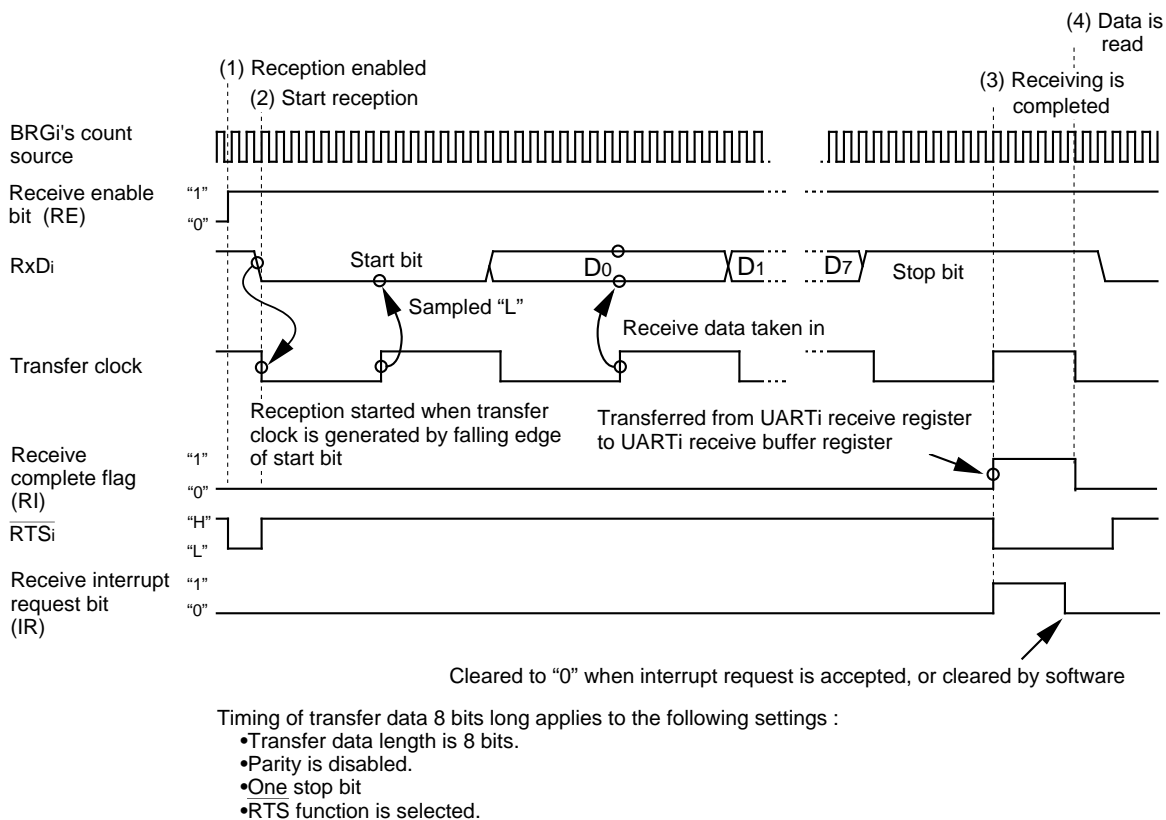 (4) Data is
read
(1) Reception enabled
(3) Receiving is
completed
(2) Start reception
BRGi's count
source
Receive enable
bit (RE)
“1”
“0”
RxDi
Start bit
D0
D1
D7
Stop bit
Sampled “L”
Receive data taken in
Transfer clock
Reception started when transfer
clock is generated by falling edge
of start bit
Transferred from UARTi receive register
to UARTi receive buffer register
Receive
complete flag
(RI)
“1”
“0”
RTSi
“H”
“L”
Receive interrupt
request bit
(IR)
“1”
“0”
Cleared to “0” when interrupt request is accepted, or cleared by software
Timing of transfer data 8 bits long applies to the following settings :
•Transfer data length is 8 bits.
•Parity is disabled.
•One stop bit
•RTS function is selected.